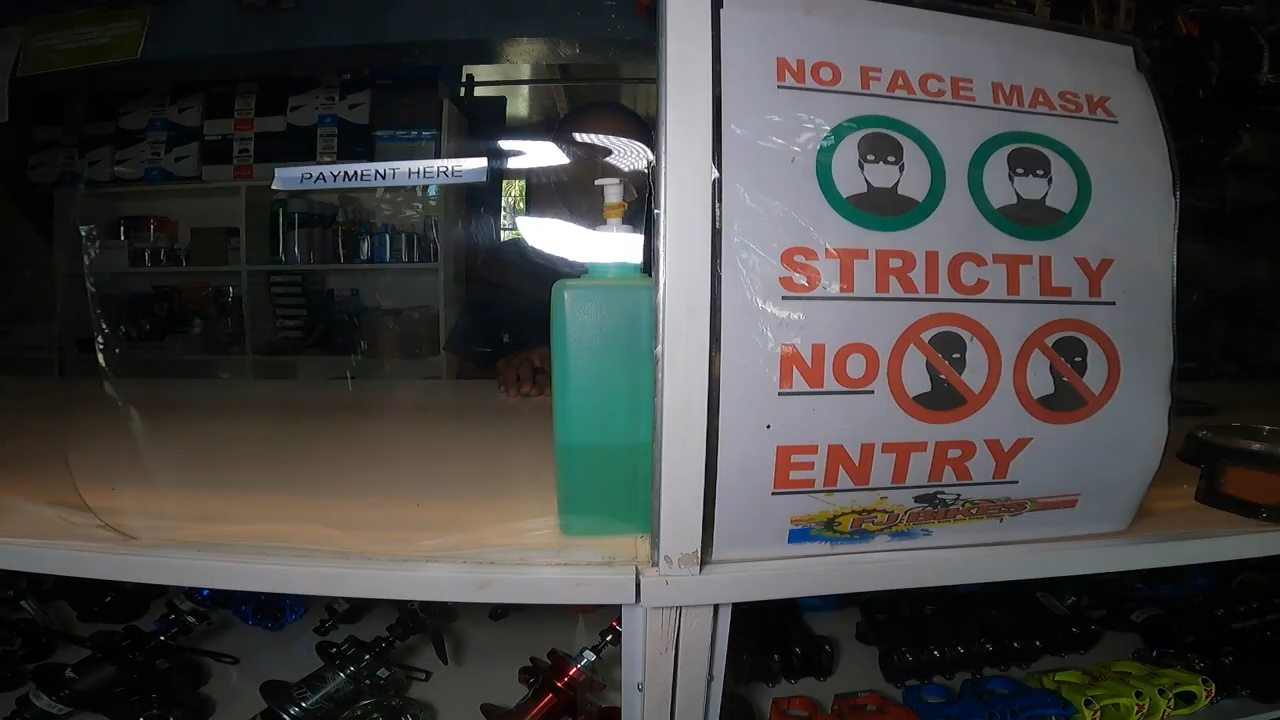 PAYMENT HERE
NO FACE MASK
STRICTLY
NO
ENTRY
FJ BIKES